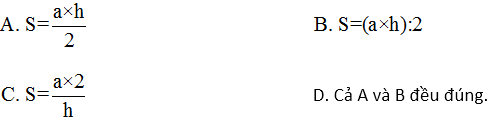 A. S=a×h/2 B. S=(a×h):2
C. S=a×2/h D. Cả A và B đều đúng.